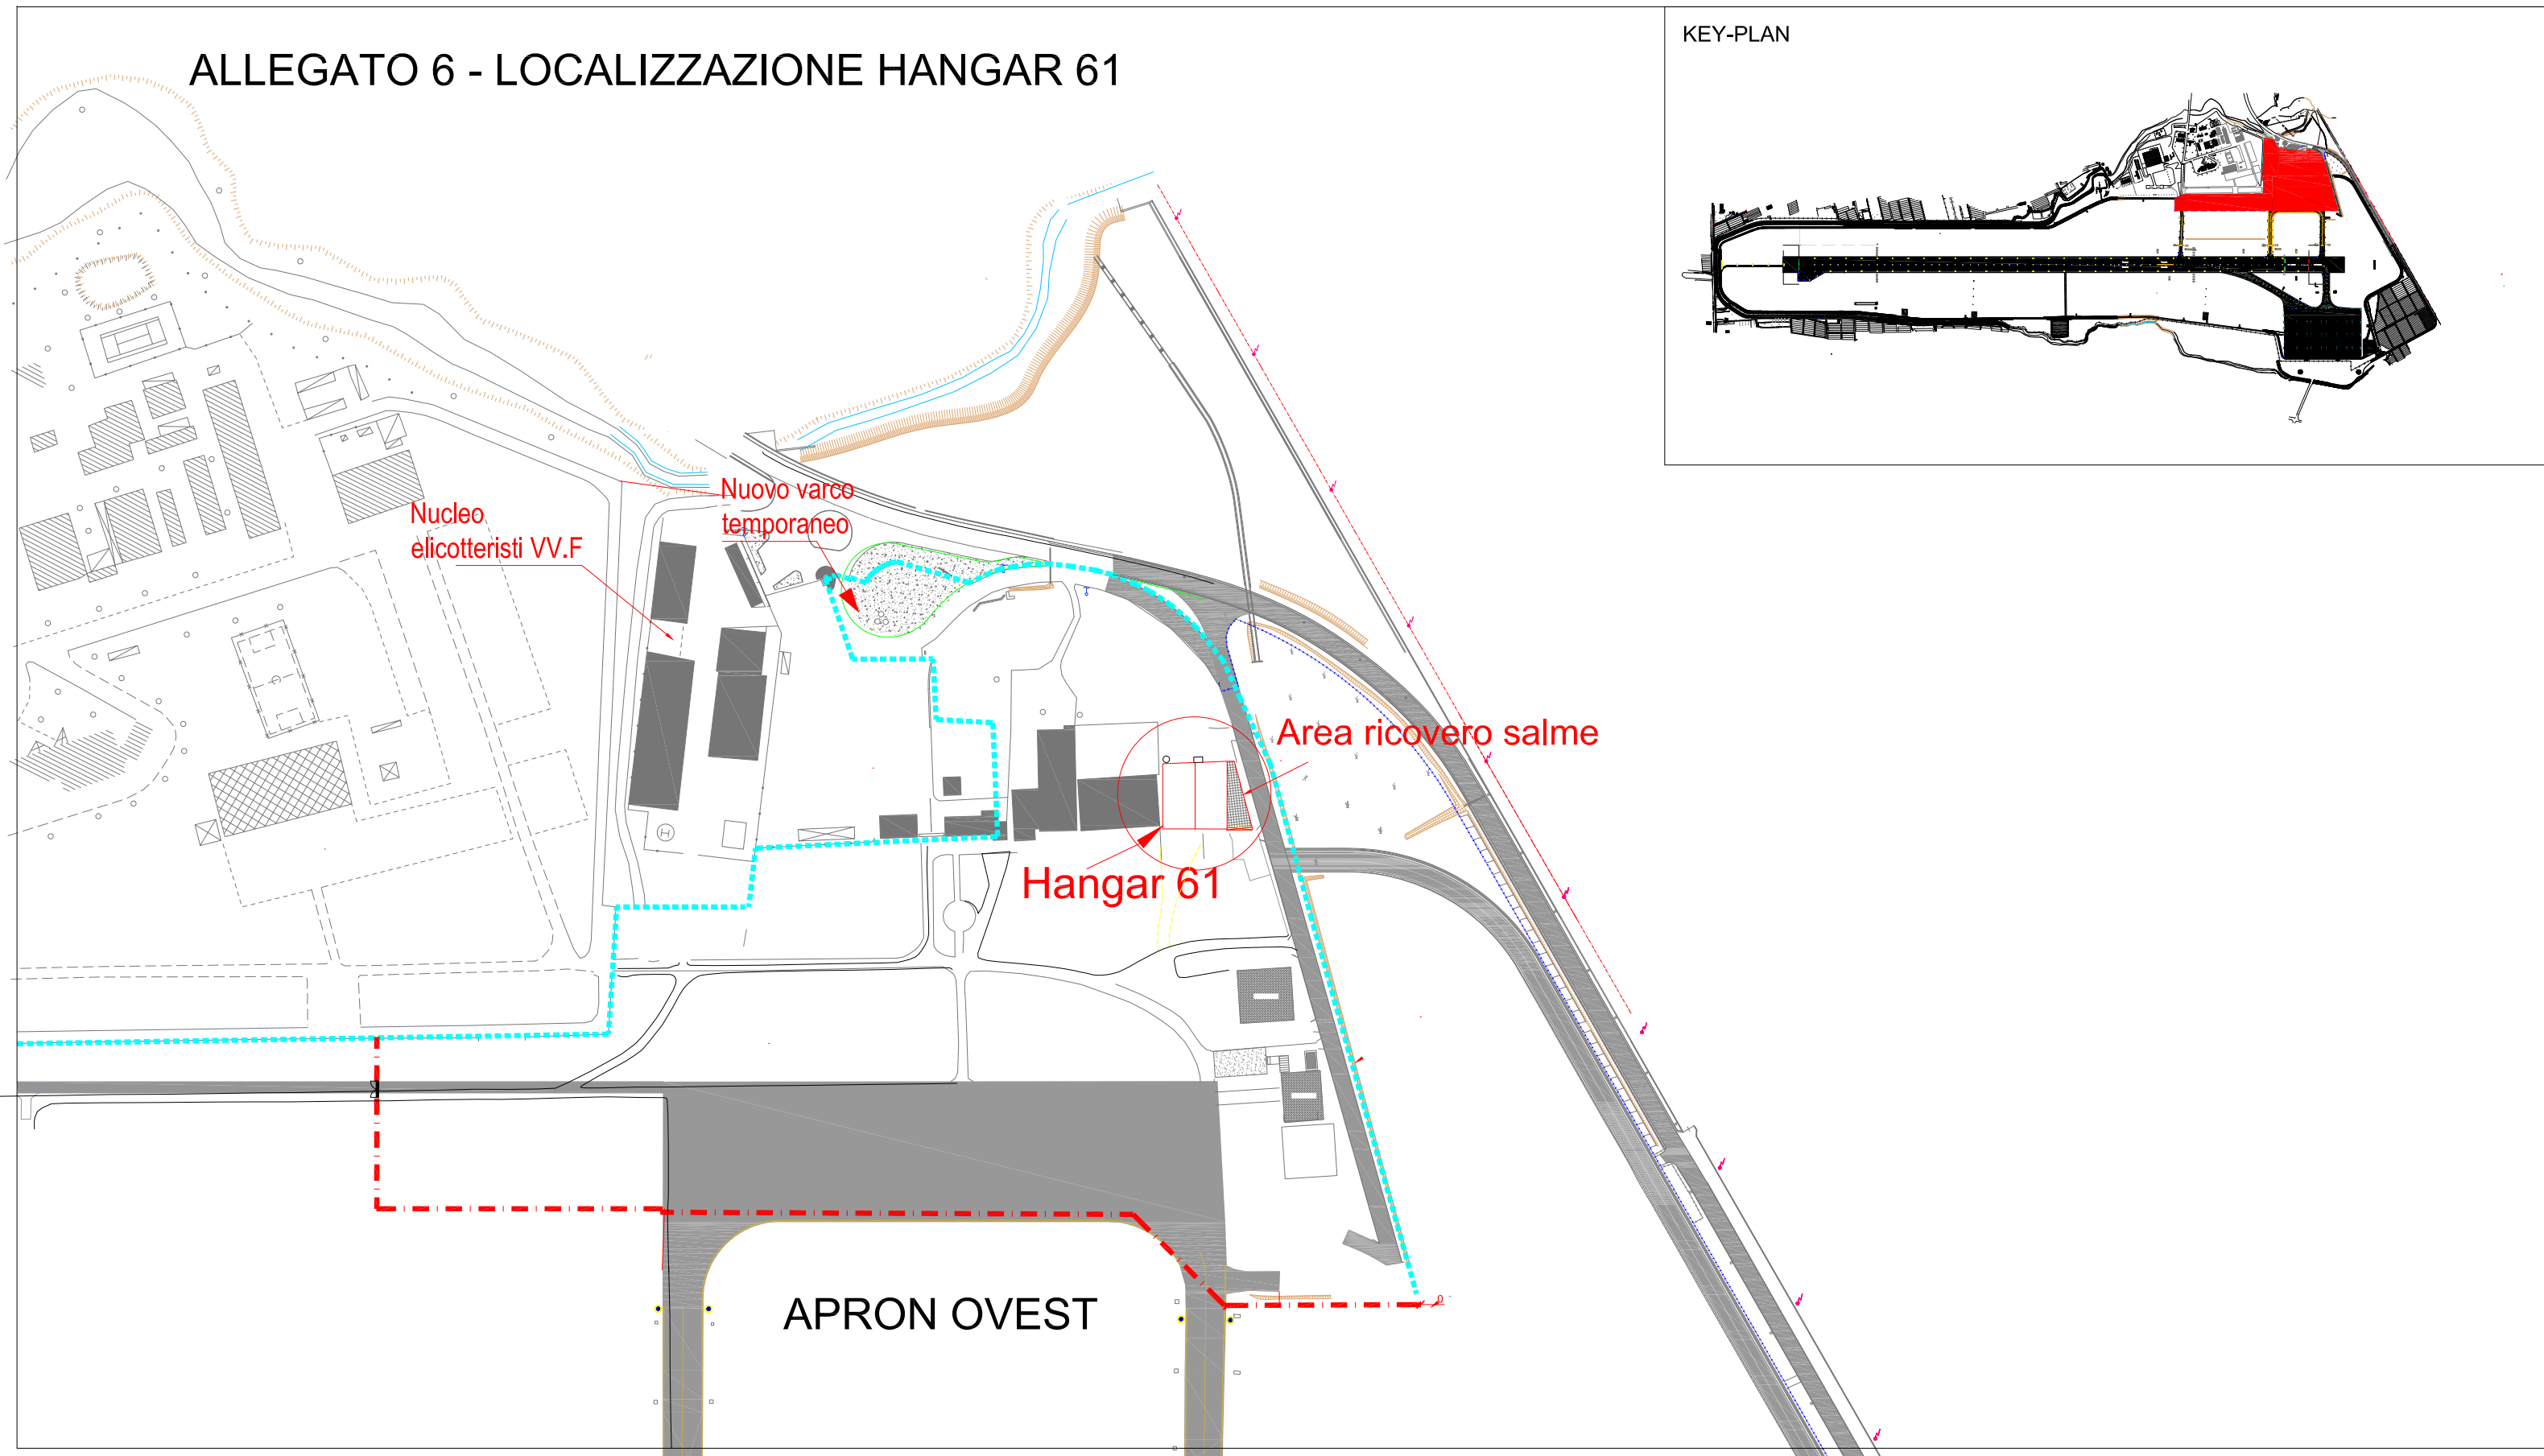 ALLEGATO 6 - LOCALIZZAZIONE HANGAR 61
KEY-PLAN
Nuovo varco
temporaneo
Nucleo
elicotteristi VV.F
Area ricovero salme
Hangar 61
H
APRON OVEST
0